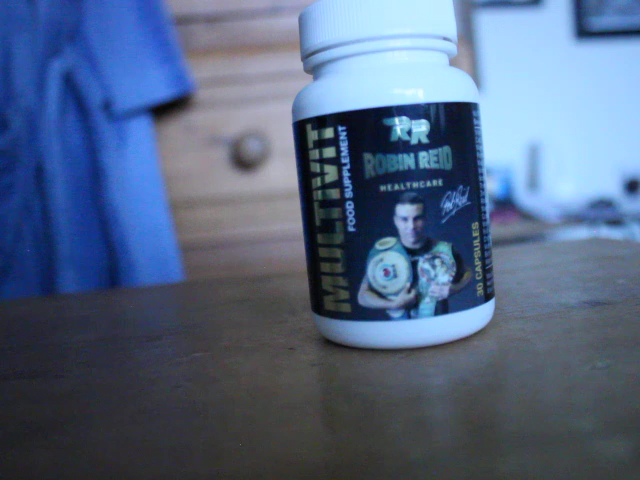 RR
ROBIN REID
HEALTHCARE
MULTIVIT
FOOD SUPPLEMENT
30 CAPSULES